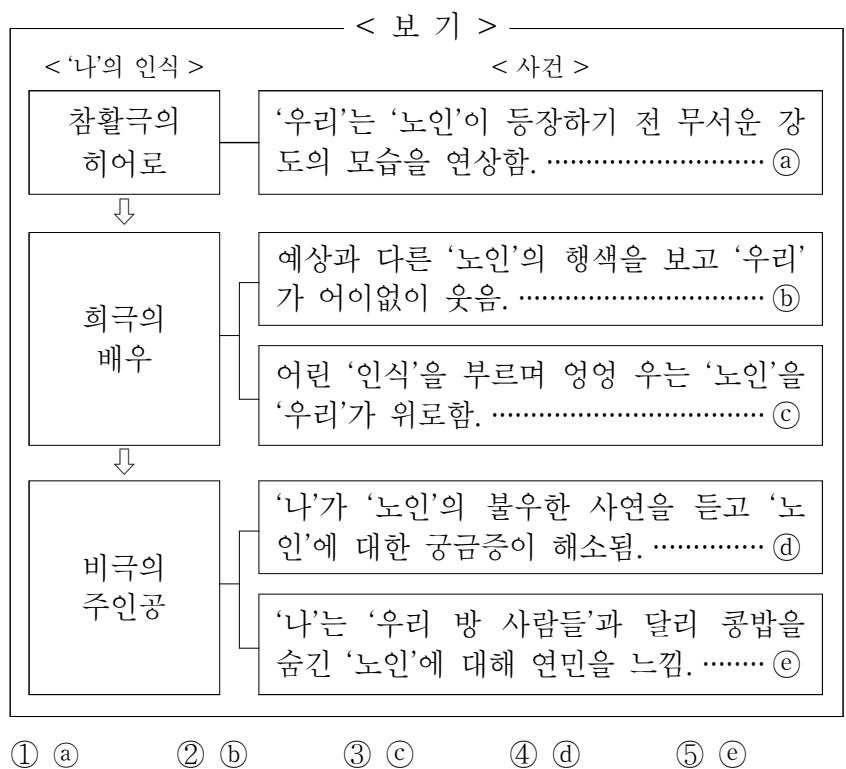 < 보 기 >
< ‘나’의 인식 >
< 사건 >
참활극의
히어로
‘우리’는 ‘노인’이 등장하기 전 무서운 강
도의 모습을 연상함. ····························· ⓐ
⇩
희극의
배우
예상과 다른 ‘노인’의 행색을 보고 ‘우리’
가 어이없이 웃음. ································· ⓑ
어린 ‘인식’을 부르며 엉엉 우는 ‘노인’을
‘우리’가 위로함. ···································· ⓒ
⇩
비극의
주인공
‘나’가 ‘노인’의 불우한 사연을 듣고 ‘노
인’에 대한 궁금증이 해소됨. ··············· ⓓ
‘나’는 ‘우리 방 사람들’과 달리 콩밥을
숨긴 ‘노인’에 대해 연민을 느낌. ········ ⓔ
① ⓐ ② ⓑ ③ ⓒ ④ ⓓ ⑤ ⓔ